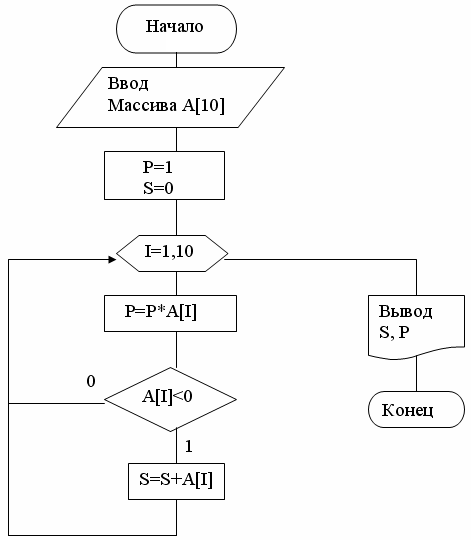 Начало
Ввод
Массива A[10]
P=1
S=0
I=1,10
P=P*A[I]
Вывод
S, P
0
A[I]<0
Конец
1
S=S+A[I]